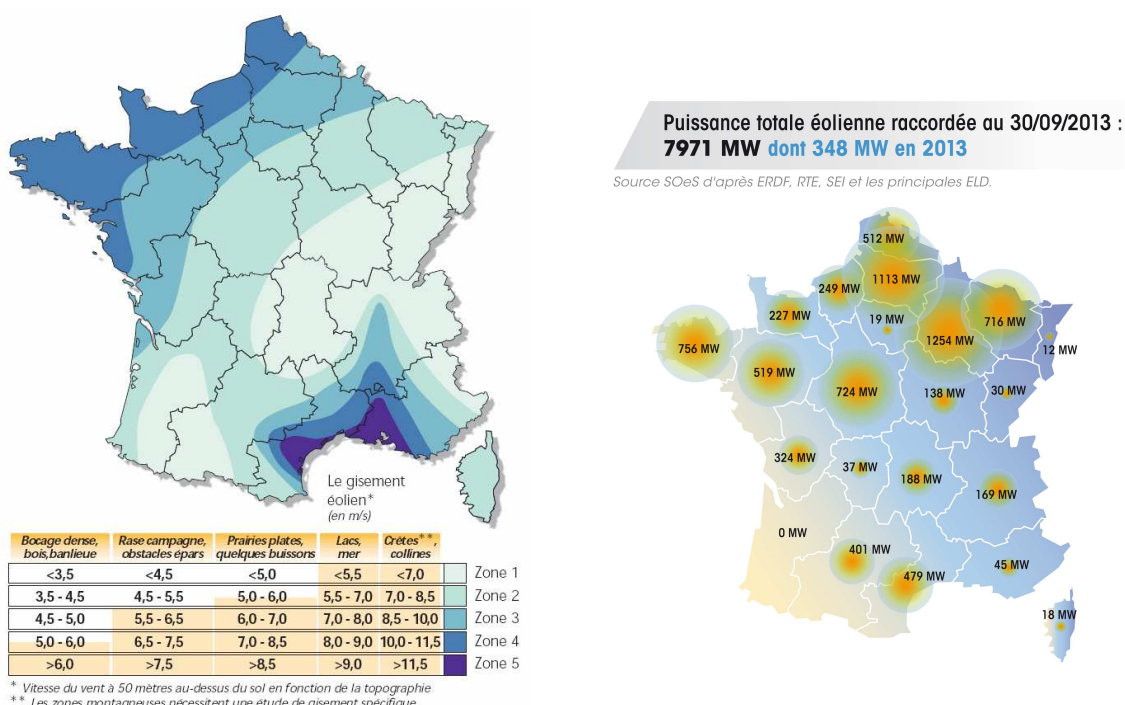 Le gisement
éolien*
(en m/s)
Bocage dense, bois,banlieue
Rase campagne, obstacles épars
Prairies plates, quelques buissons
Lacs, mer
Crêtes**, collines
<3,5 <4,5 <5,0 <5,5 <7,0 Zone 1
3,5 - 4,5 4,5 - 5,5 5,0 - 6,0 5,5 - 7,0 7,0 - 8,5 Zone 2
4,5 - 5,0 5,5 - 6,5 6,0 - 7,0 7,0 - 8,0 8,5 - 10,0 Zone 3
5,0 - 6,0 6,5 - 7,5 7,0 - 8,5 8,0 - 9,0 10,0 - 11,5 Zone 4
>6,0 >7,5 >8,5 >9,0 >11,5 Zone 5
* Vitesse du vent à 50 mètres au-dessus du sol en fonction de la topographie
** Les zones montagneuses nécessitent une étude de gisement spécifique
Puissance totale éolienne raccordée au 30/09/2013 :
7971 MW dont 348 MW en 2013
Source SOeS d'après ERDF, RTE, SEI et les principales ELD.
512 MW
1113 MW
249 MW
227 MW
19 MW
716 MW
756 MW
1254 MW
12 MW
519 MW
724 MW
138 MW
30 MW
324 MW
37 MW
188 MW
169 MW
0 MW
401 MW
479 MW
45 MW
18 MW